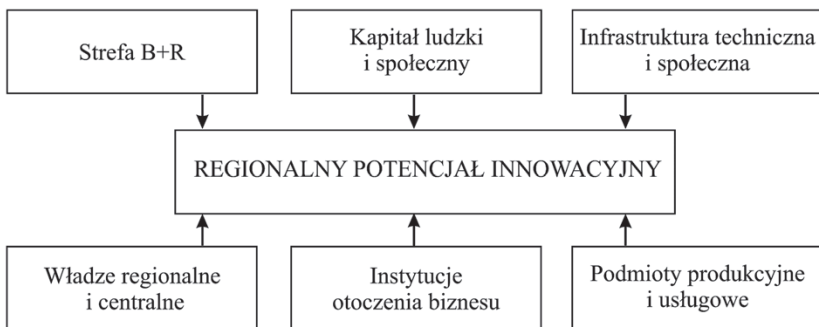 Strefa B+R
Kapitał ludzki
i społeczny
Infrastruktura techniczna
i społeczna
REGIONALNY POTENCJAŁ INNOWACYJNY
Władze regionalne
i centralne
Instytucje
otoczenia biznesu
Podmioty produkcyjne
i usługowe